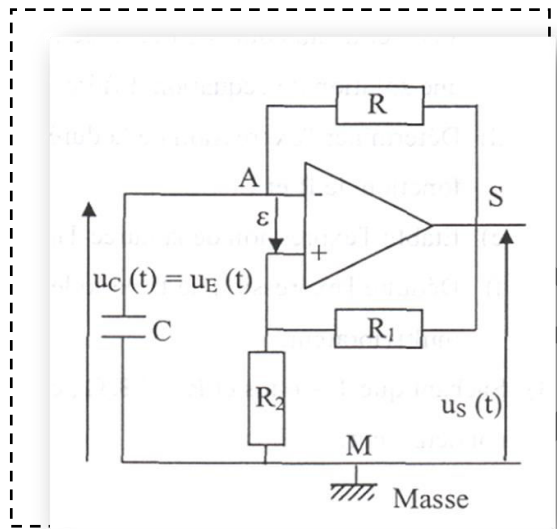 R
A
S
-
ε
+
u_C (t) = u_E (t)
C
R₁
R₂
u_S (t)
M
Masse